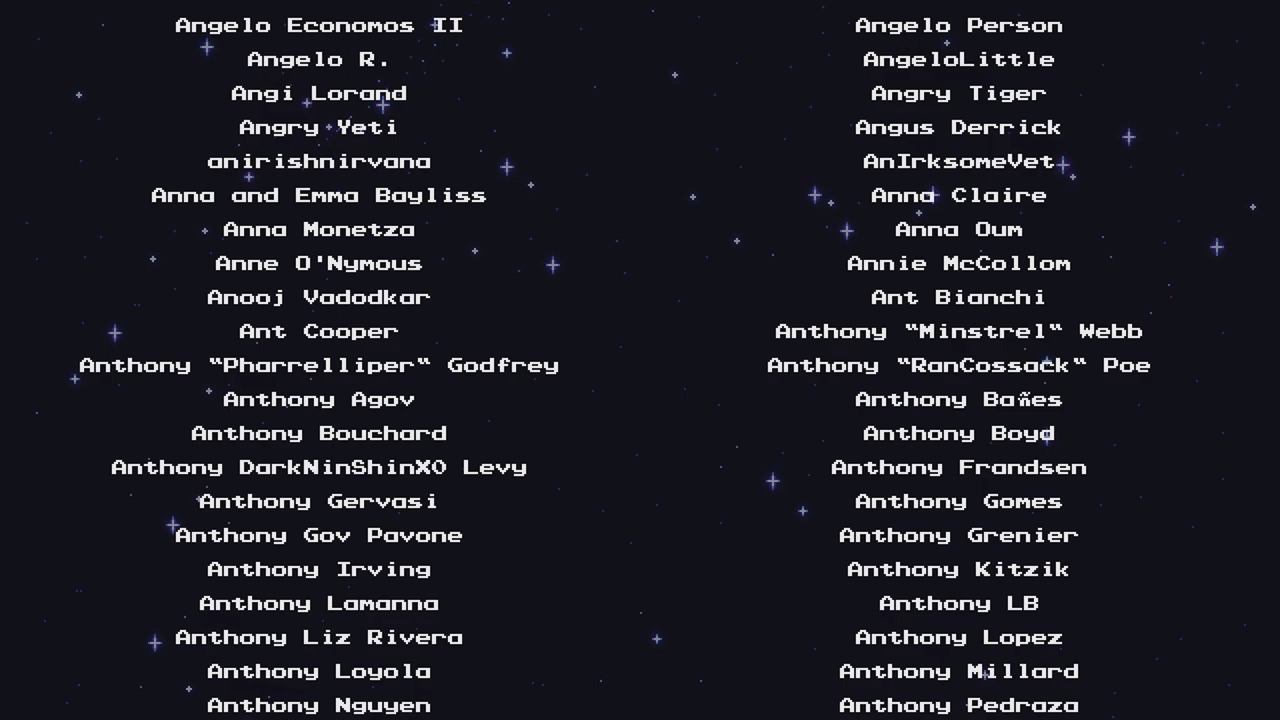 Angelo Economos II
Angelo Person
Angelo R.
AngeloLittle
Angi Lorand
Angry Tiger
Angry Yeti
Angus Derrick
anirishnirvana
AnIrksomeVet
Anna and Emma Bayliss
Anna Claire
Anna Monetza
Anna Oum
Anne O'Nymous
Annie McCollom
Anooj Vadodkar
Ant Bianchi
Ant Cooper
Anthony "Minstrel" Webb
Anthony "Pharrelliper" Godfrey
Anthony "RanCossack" Poe
Anthony Agov
Anthony Bañes
Anthony Bouchard
Anthony Boyd
Anthony DarkNinShinX0 Levy
Anthony Frandsen
Anthony Gervasi
Anthony Gomes
Anthony Gov Pavone
Anthony Grenier
Anthony Irving
Anthony Kitzik
Anthony Lamanna
Anthony LB
Anthony Liz Rivera
Anthony Lopez
Anthony Loyola
Anthony Millard
Anthony Nguyen
Anthony Pedraza